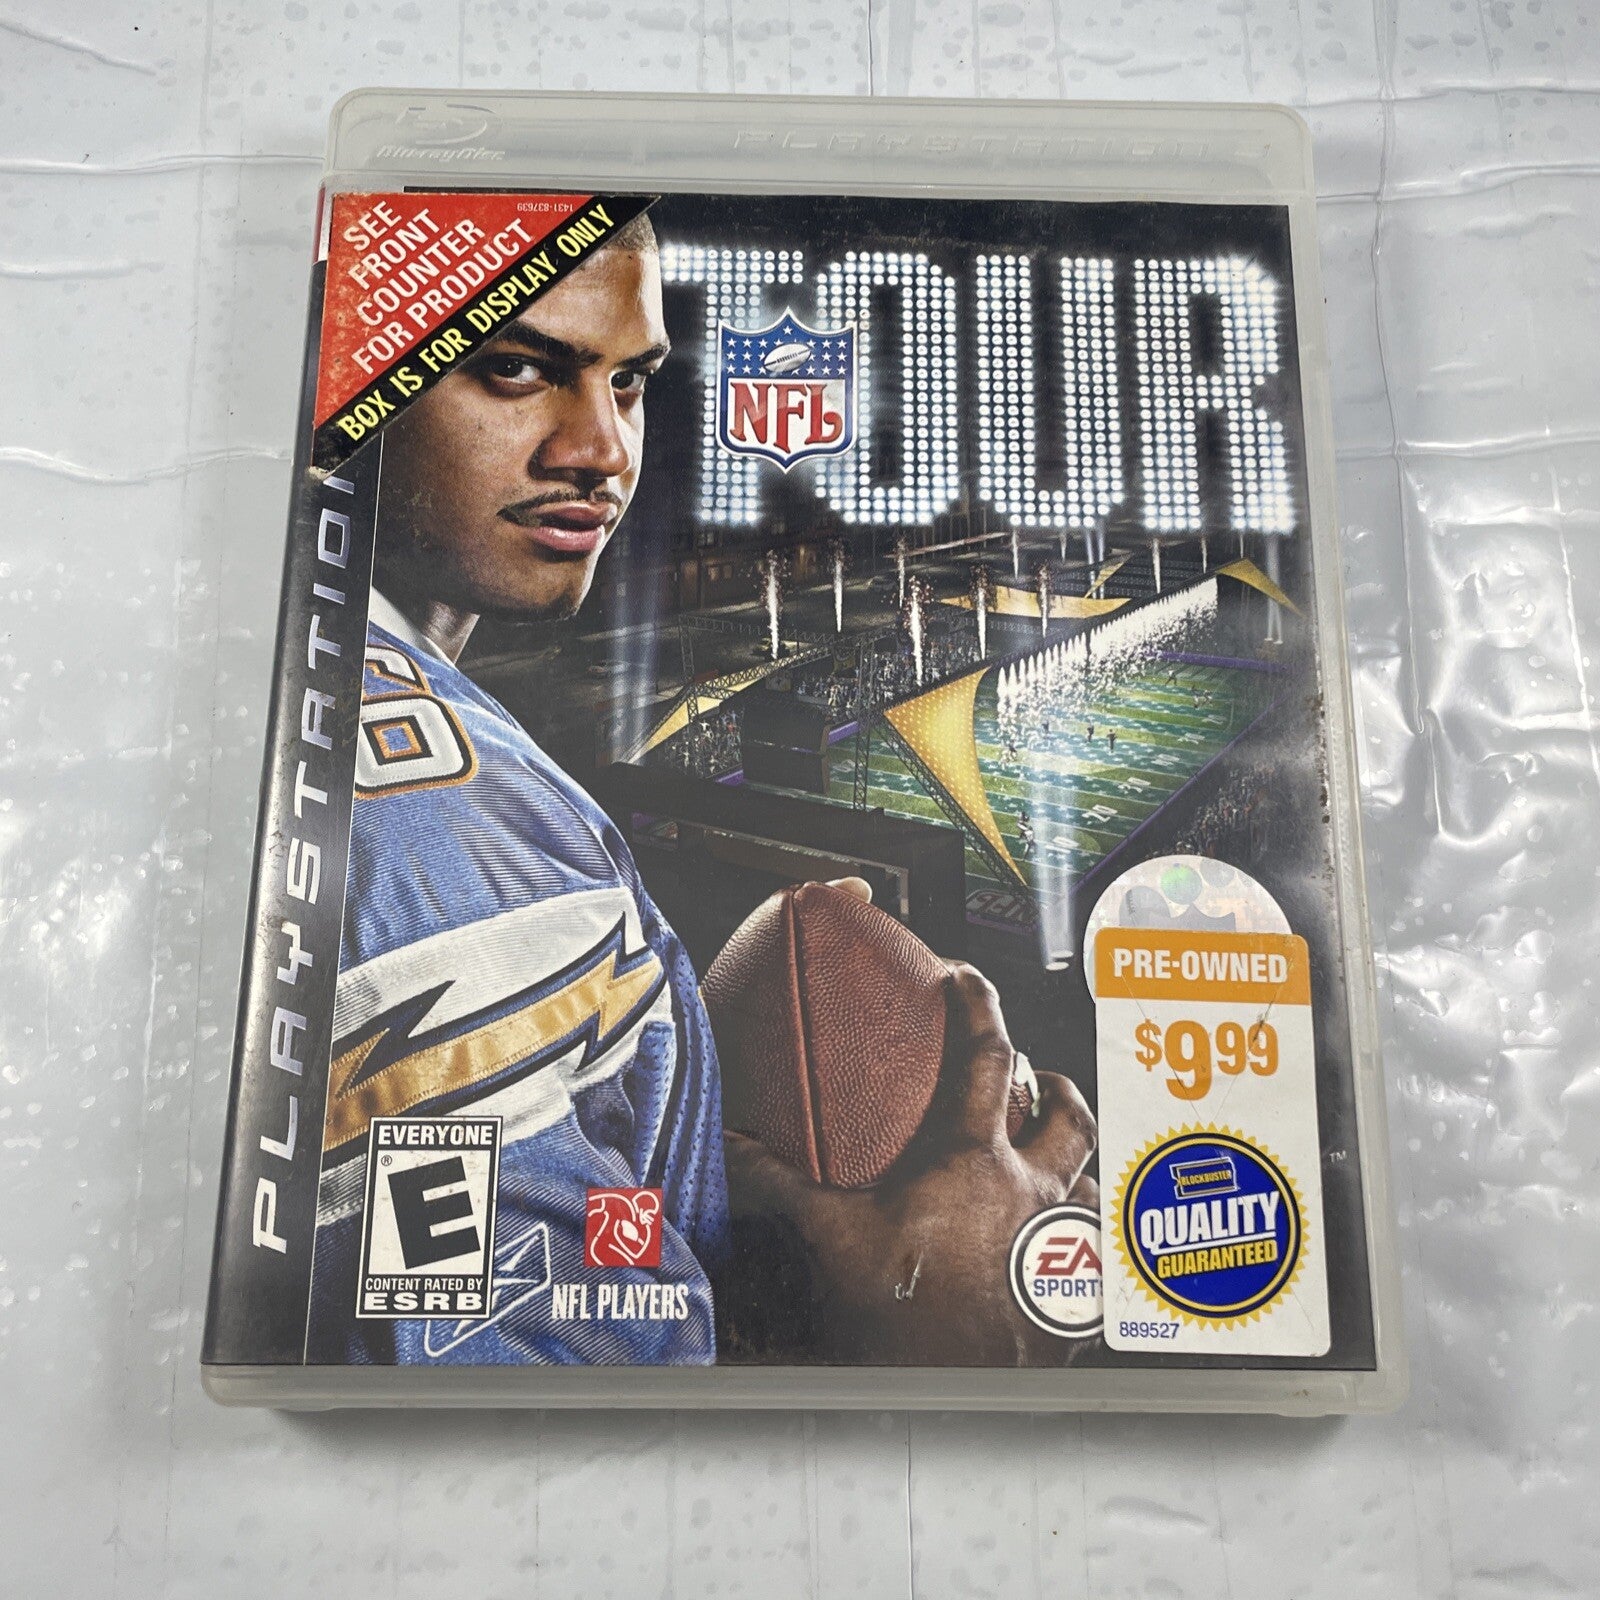 Blu-ray Disc
PLAYSTATION 3
SEE
FRONT
COUNTER
FOR PRODUCT
1431-837639
BOX IS FOR DISPLAY ONLY
PLAYSTATION
NFL
TOUR
PRE-OWNED
$9.99
BLOCKBUSTER
QUALITY
GUARANTEED
889527
EVERYONE
E
®
CONTENT RATED BY
ESRB
NFL PLAYERS
EA
SPORTS
TM